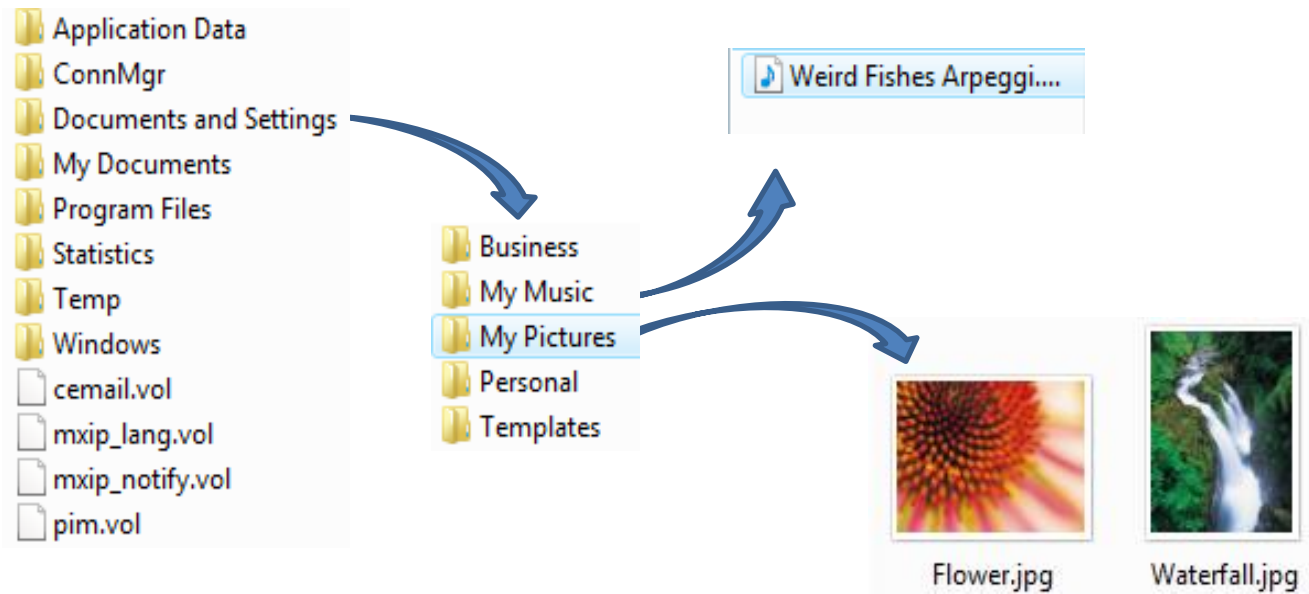 Application Data
ConnMgr
Documents and Settings
My Documents
Program Files
Statistics
Temp
Windows
cemail.vol
mxip_lang.vol
mxip_notify.vol
pim.vol
Business
My Music
My Pictures
Personal
Templates
Weird Fishes Arpeggi....
Flower.jpg
Waterfall.jpg